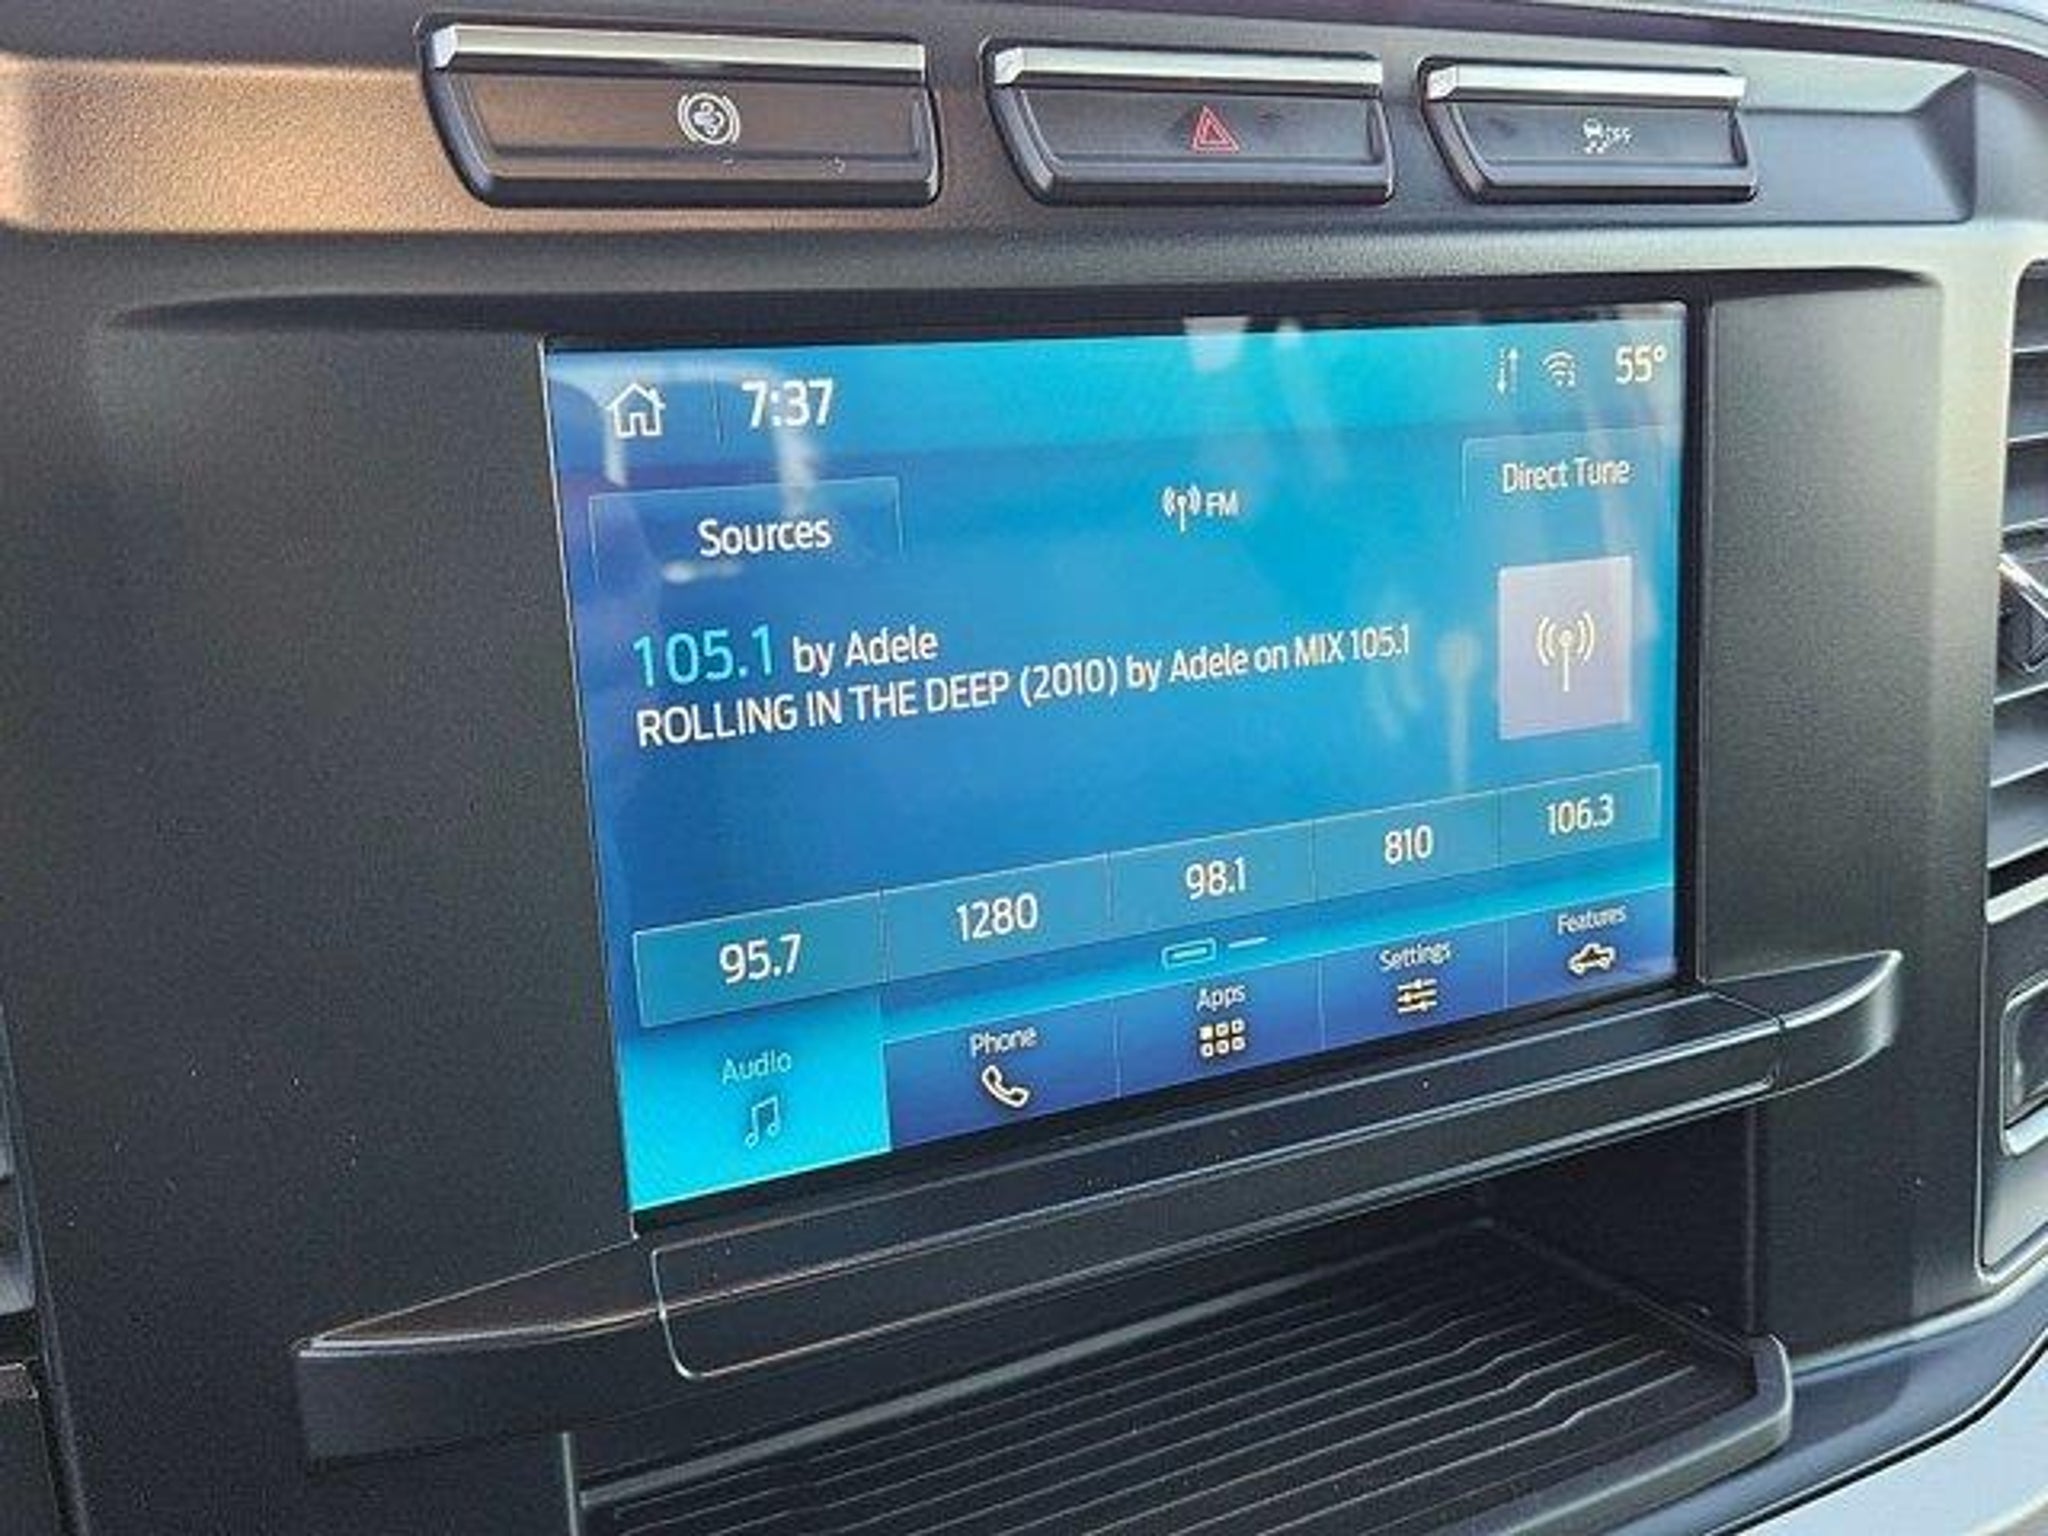 OFF
7:37
55°
Sources
FM
Direct Tune
105.1 by Adele
ROLLING IN THE DEEP (2010) by Adele on MIX 105.1
95.7 1280 98.1 810 106.3
Audio Phone Apps Settings Features